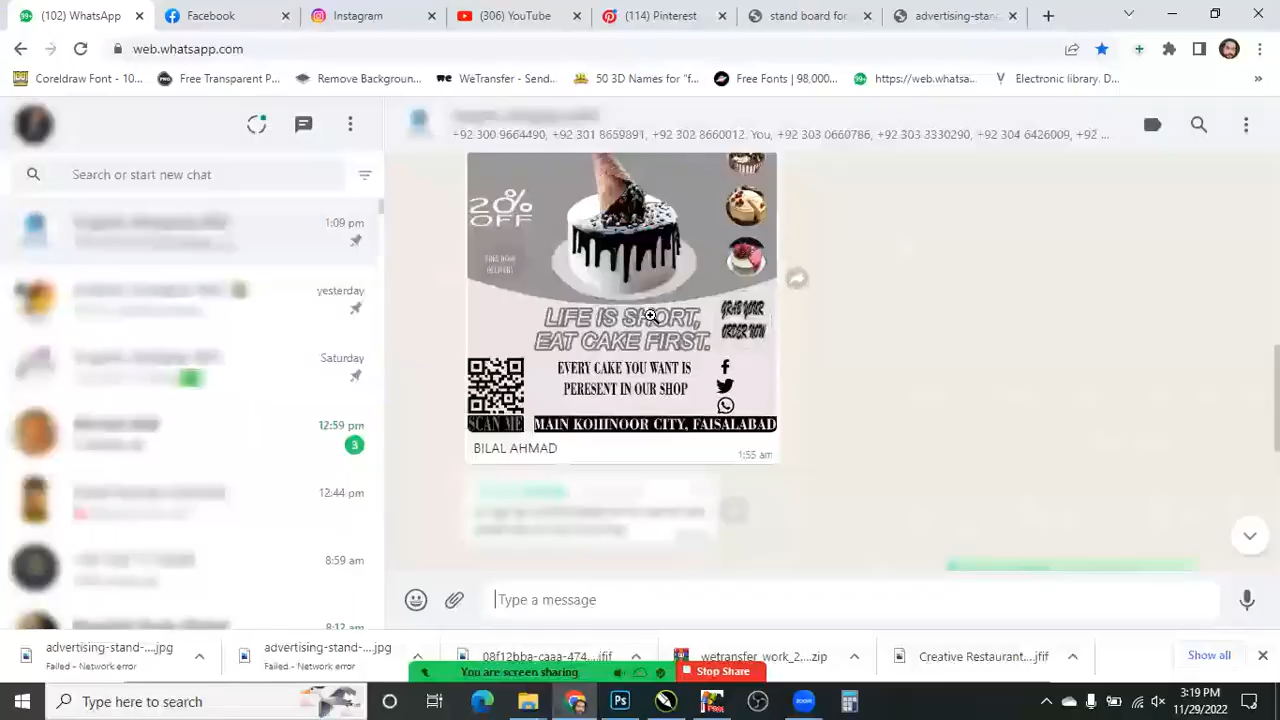 (102) WhatsApp
Facebook
Instagram
(306) YouTube
(114) Pinterest
stand board for
advertising-stan
web.whatsapp.com
Coreldraw Font - 10...
Free Transparent P...
Remove Backgroun...
WeTransfer - Send...
50 3D Names for "f...
Free Fonts | 98,000...
https://web.whatsa...
Electronic library. D...
+92 300 9664490, +92 301 8659891, +92 302 8660012, You, +92 303 0660786, +92 303 3330290, +92 304 6426009, +92 ...
Search or start new chat
1:09 pm
yesterday
Saturday
12:59 pm
3
12:44 pm
8:59 am
8:12 am
20%
OFF
LIFE IS SHORT,
EAT CAKE FIRST.
GRAB YOUR
ORDER NOW
EVERY CAKE YOU WANT IS
PERESENT IN OUR SHOP
SCAN ME
MAIN KOHINOOR CITY, FAISALABAD
BILAL AHMAD
1:55 am
Type a message
advertising-stand-....jpg
Failed - Network error
advertising-stand-....jpg
Failed - Network error
08f12bba-caaa-474....jfif
wetransfer_work_2....zip
Creative Restaurant....jfif
Show all
You are screen sharing
Stop Share
Type here to search
zoom
3:19 PM
11/29/2022